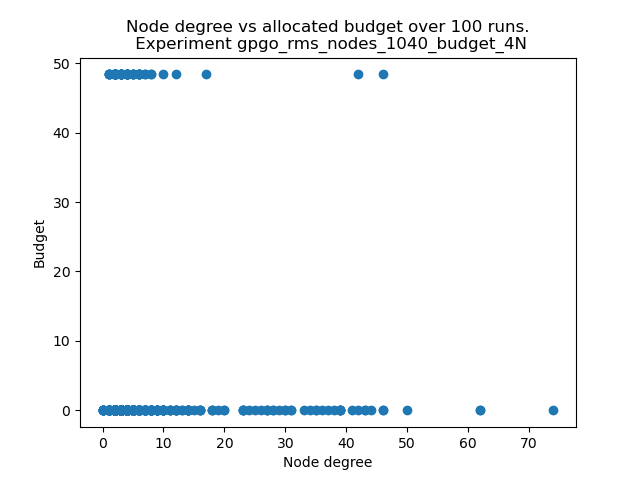 Node degree vs allocated budget over 100 runs.
Experiment gpgo_rms_nodes_1040_budget_4N
50
40
30
20
10
0
Budget
0 10 20 30 40 50 60 70
Node degree